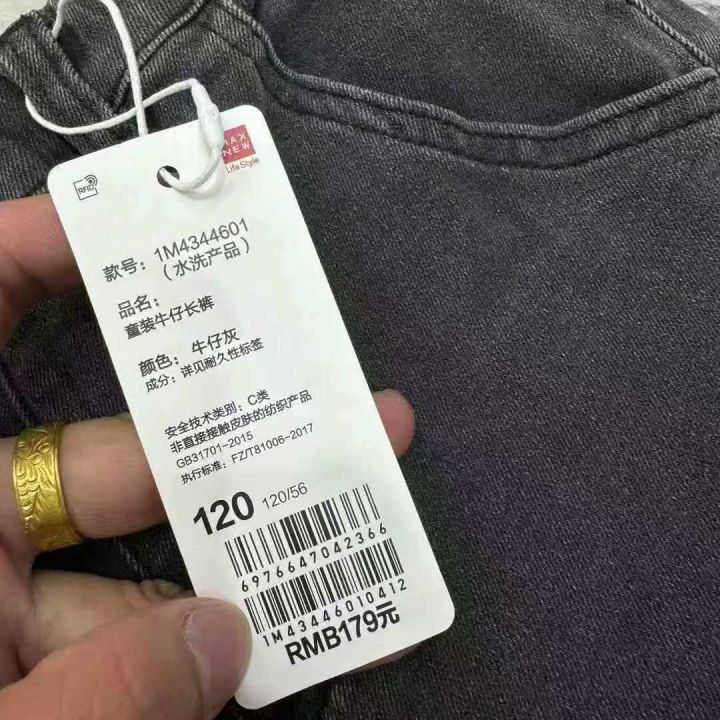 MAX
NEW
LifeStyle
RFID
款号：1M4344601
（水洗产品）
品名：
童装牛仔长裤
颜色：牛仔灰
成分：详见耐久性标签
安全技术类别：C类
非直接接触皮肤的纺织产品
GB31701-2015
执行标准：FZ/T81006-2017
120 120/56
6976647042366
1M43446010412
RMB179元